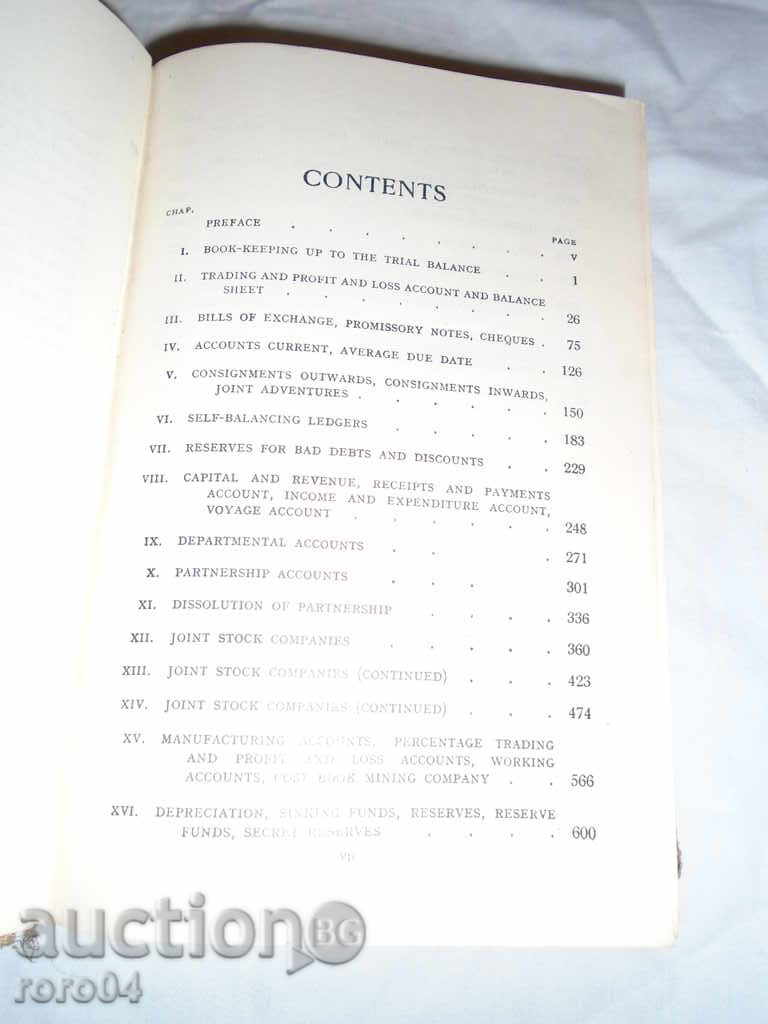 CONTENTS
CHAP. PAGE
PREFACE . . . . . . . . v
I. BOOK-KEEPING UP TO THE TRIAL BALANCE . . 1
II. TRADING AND PROFIT AND LOSS ACCOUNT AND BALANCE
SHEET . . . . . . . . 26
III. BILLS OF EXCHANGE, PROMISSORY NOTES, CHEQUES . 75
IV. ACCOUNTS CURRENT, AVERAGE DUE DATE . . 126
V. CONSIGNMENTS OUTWARDS, CONSIGNMENTS INWARDS,
JOINT ADVENTURES . . . . . . 150
VI. SELF-BALANCING LEDGERS . . . . . 183
VII. RESERVES FOR BAD DEBTS AND DISCOUNTS . . 229
VIII. CAPITAL AND REVENUE, RECEIPTS AND PAYMENTS
ACCOUNT, INCOME AND EXPENDITURE ACCOUNT,
VOYAGE ACCOUNT . . . . . . 248
IX. DEPARTMENTAL ACCOUNTS . . . 271
X. PARTNERSHIP ACCOUNTS . . . 301
XI. DISSOLUTION OF PARTNERSHIP . . . . 336
XII. JOINT STOCK COMPANIES . . . . . 360
XIII. JOINT STOCK COMPANIES (CONTINUED) . . . 423
XIV. JOINT STOCK COMPANIES (CONTINUED) . . . 474
XV. MANUFACTURING ACCOUNTS, PERCENTAGE TRADING
AND PROFIT AND LOSS ACCOUNTS, WORKING
ACCOUNTS, COST BOOK MINING COMPANY . . 566
XVI. DEPRECIATION, SINKING FUNDS, RESERVES, RESERVE
FUNDS, SECRET RESERVES . . . . 600
vii
auction BG
roro04